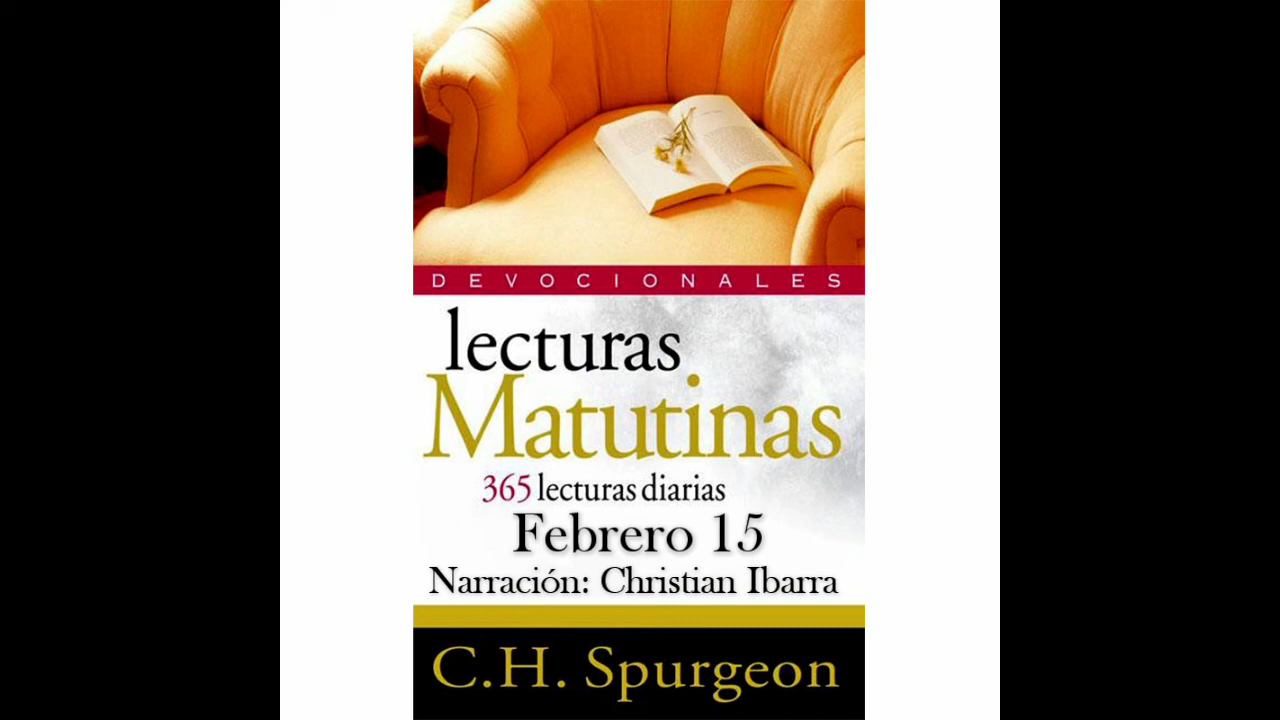 DEVOCIONALES
lecturas
Matutinas
365 lecturas diarias
Febrero 15
Narración: Christian Ibarra
C.H. Spurgeon